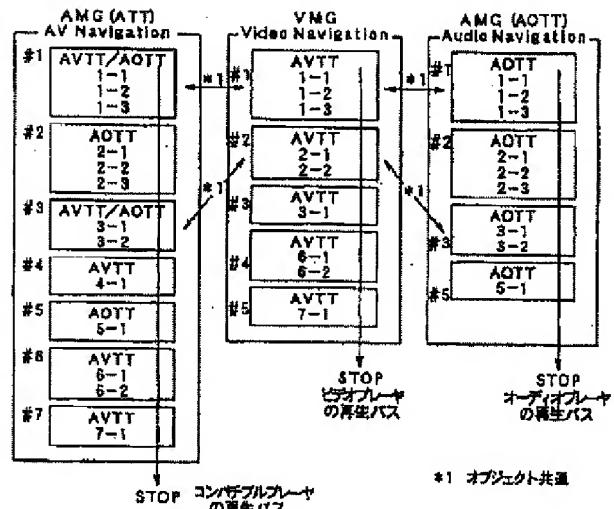 AMG (ATT)
AV Navigation
#1
AVTT/AOTT
1-1
1-2
1-3
#2
AOTT
2-1
2-2
2-3
#3
AVTT/AOTT
3-1
3-2
#4
AVTT
4-1
#5
AOTT
5-1
#6
AVTT
6-1
6-2
#7
AVTT
7-1
STOP
コンパチブルプレーヤ
の再生パス
*1
*1
VMG
Video Navigation
#1
AVTT
1-1
1-2
1-3
#2
AVTT
2-1
2-2
#3
AVTT
3-1
#4
AVTT
6-1
6-2
#5
AVTT
7-1
STOP
ビデオプレーヤ
の再生パス
*1
*1
AMG (AOTT)
Audio Navigation
#1
AOTT
1-1
1-2
1-3
#2
AOTT
2-1
2-2
2-3
#3
AOTT
3-1
3-2
#5
AOTT
5-1
STOP
オーディオプレーヤ
の再生パス
*1 オブジェクト共通